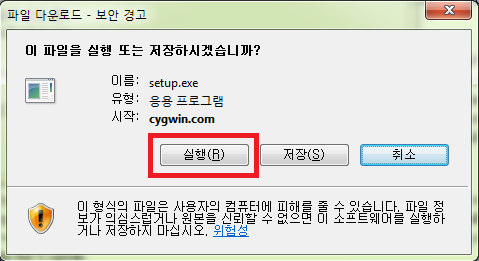 파일 다운로드 - 보안 경고
이 파일을 실행 또는 저장하시겠습니까?
이름: setup.exe
유형: 응용 프로그램
시작: cygwin.com
실행(R) 저장(S) 취소
이 형식의 파일은 사용자의 컴퓨터에 피해를 줄 수 있습니다. 파일 정
보가 의심스럽거나 원본을 신뢰할 수 없으면 이 소프트웨어를 실행하
거나 저장하지 마십시오. 위험성